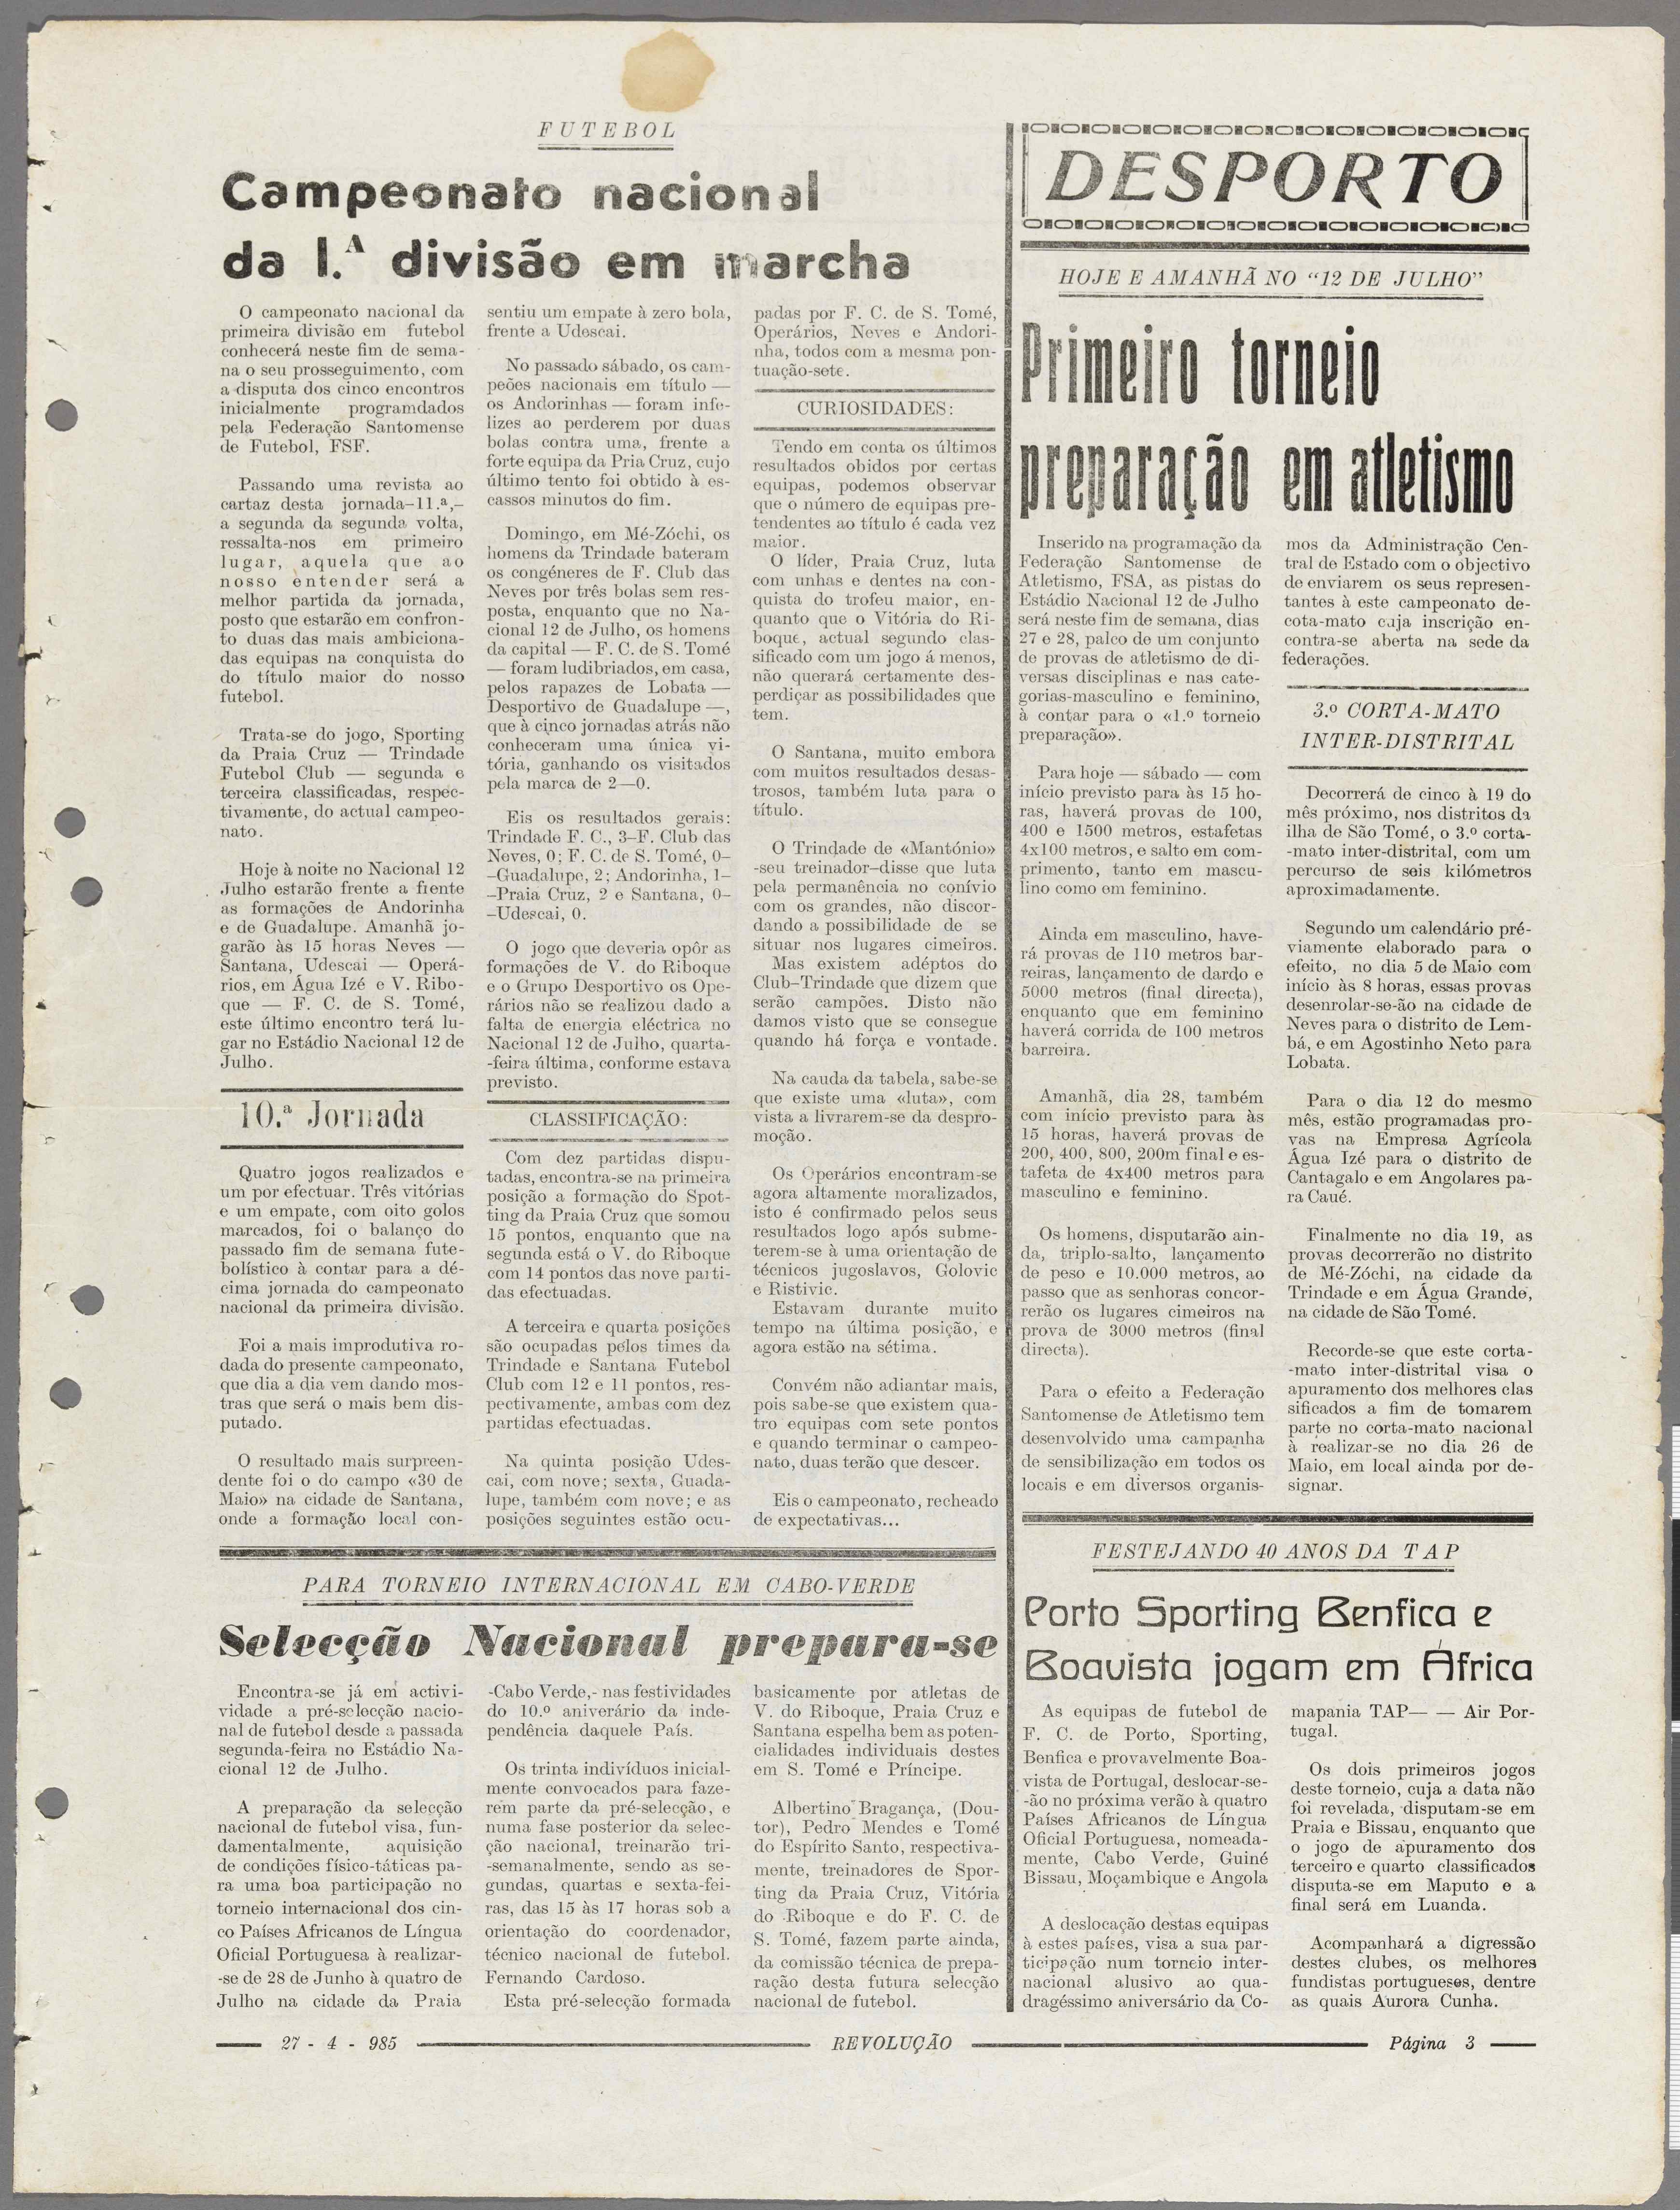 FUTEBOL
Campeonato nacional
da 1.ª divisão em marcha
O campeonato nacional da
primeira divisão em futebol
conhecerá neste fim de sema-
na o seu prosseguimento, com
a disputa dos cinco encontros
inicialmente programdados
pela Federação Santomense
de Futebol, FSF.
Passando uma revista ao
cartaz desta jornada–11.ª,–
a segunda da segunda volta,
ressalta-nos em primeiro
lugar, aquela que ao
nosso entender será a
melhor partida da jornada,
posto que estarão em confron-
to duas das mais ambiciona-
das equipas na conquista do
do título maior do nosso
futebol.
Trata-se do jogo, Sporting
da Praia Cruz — Trindade
Futebol Club — segunda e
terceira classificadas, respec-
tivamente, do actual campeo-
nato.
Hoje à noite no Nacional 12
Julho estarão frente a frente
as formações de Andorinha
e de Guadalupe. Amanhã jo-
garão às 15 horas Neves —
Santana, Udescai — Operá-
rios, em Água Izé e V. Ribo-
que — F. C. de S. Tomé,
este último encontro terá lu-
gar no Estádio Nacional 12 de
Julho.
10.ª Jornada
Quatro jogos realizados e
um por efectuar. Três vitórias
e um empate, com oito golos
marcados, foi o balanço do
passado fim de semana fute-
bolístico à contar para a dé-
cima jornada do campeonato
nacional da primeira divisão.
Foi a mais improdutiva ro-
dada do presente campeonato,
que dia a dia vem dando mos-
tras que será o mais bem dis-
putado.
O resultado mais surpreen-
dente foi o do campo «30 de
Maio» na cidade de Santana,
onde a formação local con-
sentiu um empate à zero bola,
frente a Udescai.
No passado sábado, os cam-
peões nacionais em título —
os Andorinhas — foram infe-
lizes ao perderem por duas
bolas contra uma, frente a
forte equipa da Pria Cruz, cujo
último tento foi obtido à es-
cassos minutos do fim.
Domingo, em Mé-Zóchi, os
homens da Trindade bateram
os congéneres de F. Club das
Neves por três bolas sem res-
posta, enquanto que no Na-
cional 12 de Julho, os homens
da capital — F. C. de S. Tomé
— foram ludibriados, em casa,
pelos rapazes de Lobata —
Desportivo de Guadalupe —,
que à cinco jornadas atrás não
conheceram uma única vi-
tória, ganhando os visitados
pela marca de 2—0.
Eis os resultados gerais:
Trindade F. C., 3–F. Club das
Neves, 0; F. C. de S. Tomé, 0–
–Guadalupe, 2; Andorinha, 1–
–Praia Cruz, 2 e Santana, 0–
–Udescai, 0.
O jogo que deveria opôr as
formações de V. do Riboque
e o Grupo Desportivo os Ope-
rários não se realizou dado a
falta de energia eléctrica no
Nacional 12 de Julho, quarta-
-feira última, conforme estava
previsto.
CLASSIFICAÇÃO:
Com dez partidas dispu-
tadas, encontra-se na primeira
posição a formação do Spot-
ting da Praia Cruz que somou
15 pontos, enquanto que na
segunda está o V. do Riboque
com 14 pontos das nove parti-
das efectuadas.
A terceira e quarta posições
são ocupadas pelos times da
Trindade e Santana Futebol
Club com 12 e 11 pontos, res-
pectivamente, ambas com dez
partidas efectuadas.
Na quinta posição Udes-
cai, com nove; sexta, Guada-
lupe, também com nove; e as
posições seguintes estão ocu-
padas por F. C. de S. Tomé,
Operários, Neves e Andori-
nha, todos com a mesma pon-
tuação-sete.
CURIOSIDADES:
Tendo em conta os últimos
resultados obidos por certas
equipas, podemos observar
que o número de equipas pre-
tendentes ao título é cada vez
maior.
O líder, Praia Cruz, luta
com unhas e dentes na con-
quista do trofeu maior, en-
quanto que o Vitória do Ri-
boque, actual segundo clas-
sificado com um jogo á menos,
não quererá certamente des-
perdiçar as possibilidades que
tem.
O Santana, muito embora
com muitos resultados desas-
trosos, também luta para o
título.
O Trindade de «Mantónio»
-seu treinador–disse que luta
pela permanência no conívio
com os grandes, não discor-
dando a possibilidade de se
situar nos lugares cimeiros.
Mas existem adéptos do
Club–Trindade que dizem que
serão campões. Disto não
damos visto que se consegue
quando há força e vontade.
Na cauda da tabela, sabe-se
que existe uma «luta», com
vista a livrarem-se da despro-
moção.
Os Operários encontram-se
agora altamente moralizados,
isto é confirmado pelos seus
resultados logo após subme-
terem-se à uma orientação de
técnicos jugoslavos, Golovic
e Ristivic.
Estavam durante muito
tempo na última posição, e
agora estão na sétima.
Convém não adiantar mais,
pois sabe-se que existem qua-
tro equipas com sete pontos
e quando terminar o campeo-
nato, duas terão que descer.
Eis o campeonato, recheado
de expectativas...
DESPORTO
HOJE E AMANHÃ NO “12 DE JULHO”
Primeiro torneio
preparação em atletismo
Inserido na programação da
Federação Santomense de
Atletismo, FSA, as pistas do
Estádio Nacional 12 de Julho
será neste fim de semana, dias
27 e 28, palco de um conjunto
de provas de atletismo de di-
versas disciplinas e nas cate-
gorias-masculino e feminino,
à contar para o «1.º torneio
preparação».
Para hoje — sábado — com
início previsto para às 15 ho-
ras, haverá provas de 100,
400 e 1500 metros, estafetas
4x100 metros, e salto em com-
primento, tanto em mascu-
lino como em feminino.
Ainda em masculino, have-
rá provas de 110 metros bar-
reiras, lançamento de dardo e
5000 metros (final directa),
enquanto que em feminino
haverá corrida de 100 metros
barreira.
Amanhã, dia 28, também
com início previsto para às
15 horas, haverá provas de
200, 400, 800, 200m final e es-
tafeta de 4x400 metros para
masculino e feminino.
Os homens, disputarão ain-
da, triplo-salto, lançamento
de peso e 10.000 metros, ao
passo que as senhoras concor-
rerão os lugares cimeiros na
prova de 3000 metros (final
directa).
Para o efeito a Federação
Santomense de Atletismo tem
desenvolvido uma campanha
de sensibilização em todos os
locais e em diversos organis-
mos da Administração Cen-
tral de Estado com o objectivo
de enviarem os seus represen-
tantes à este campeonato de-
cota-mato cuja inscrição en-
contra-se aberta na sede da
federações.
3.º CORTA-MATO
INTER-DISTRITAL
Decorrerá de cinco à 19 do
mês próximo, nos distritos da
ilha de São Tomé, o 3.º corta-
-mato inter-distrital, com um
percurso de seis kilómetros
aproximadamente.
Segundo um calendário pré-
viamente elaborado para o
efeito, no dia 5 de Maio com
início às 8 horas, essas provas
desenrolar-se-ão na cidade de
Neves para o distrito de Lem-
bá, e em Agostinho Neto para
Lobata.
Para o dia 12 do mesmo
mês, estão programadas pro-
vas na Empresa Agrícola
Água Izé para o distrito de
Cantagalo e em Angolares pa-
ra Caué.
Finalmente no dia 19, as
provas decorrerão no distrito
de Mé-Zóchi, na cidade da
Trindade e em Água Grande,
na cidade de São Tomé.
Recorde-se que este corta-
-mato inter-distrital visa o
apuramento dos melhores clas
sificados a fim de tomarem
parte no corta-mato nacional
à realizar-se no dia 26 de
Maio, em local ainda por de-
signar.
PARA TORNEIO INTERNACIONAL EM CABO-VERDE
Selecção Nacional prepara-se
Encontra-se já em activi-
vidade a pré-selecção nacio-
nal de futebol desde a passada
segunda-feira no Estádio Na-
cional 12 de Julho.
A preparação da selecção
nacional de futebol visa, fun-
damentalmente, aquisição
de condições físico-táticas pa-
ra uma boa participação no
torneio internacional dos cin-
co Países Africanos de Língua
Oficial Portuguesa à realizar-
-se de 28 de Junho à quatro de
Julho na cidade da Praia
-Cabo Verde,- nas festividades
do 10.º aniverário da inde-
pendência daquele País.
Os trinta indivíduos inicial-
mente convocados para faze-
rem parte da pré-selecção, e
numa fase posterior da selec-
ção nacional, treinarão tri-
-semanalmente, sendo as se-
gundas, quartas e sexta-fei-
ras, das 15 às 17 horas sob a
orientação do coordenador,
técnico nacional de futebol.
Fernando Cardoso.
Esta pré-selecção formada
basicamente por atletas de
V. do Riboque, Praia Cruz e
Santana espelha bem as poten-
cialidades individuais destes
em S. Tomé e Príncipe.
Albertino Bragança, (Dou-
tor), Pedro Mendes e Tomé
do Espírito Santo, respectiva-
mente, treinadores de Spor-
ting da Praia Cruz, Vitória
do Riboque e do F. C. de
S. Tomé, fazem parte ainda,
da comissão técnica de prepa-
ração desta futura selecção
nacional de futebol.
FESTEJANDO 40 ANOS DA TAP
Porto Sporting Benfica e
Boavista jogam em África
As equipas de futebol de
F. C. de Porto, Sporting,
Benfica e provavelmente Boa-
vista de Portugal, deslocar-se-
-ão no próxima verão à quatro
Países Africanos de Língua
Oficial Portuguesa, nomeada-
mente, Cabo Verde, Guiné
Bissau, Moçambique e Angola
A deslocação destas equipas
à estes países, visa a sua par-
ticipação num torneio inter-
nacional alusivo ao qua-
dragéssimo aniversário da Co-
mapania TAP— — Air Por-
tugal.
Os dois primeiros jogos
deste torneio, cuja a data não
foi revelada, disputam-se em
Praia e Bissau, enquanto que
o jogo de apuramento dos
terceiro e quarto classificados
disputa-se em Maputo e a
final será em Luanda.
Acompanhará a digressão
destes clubes, os melhores
fundistas portugueses, dentre
as quais Aurora Cunha.
27 - 4 - 985
REVOLUÇÃO
Página 3